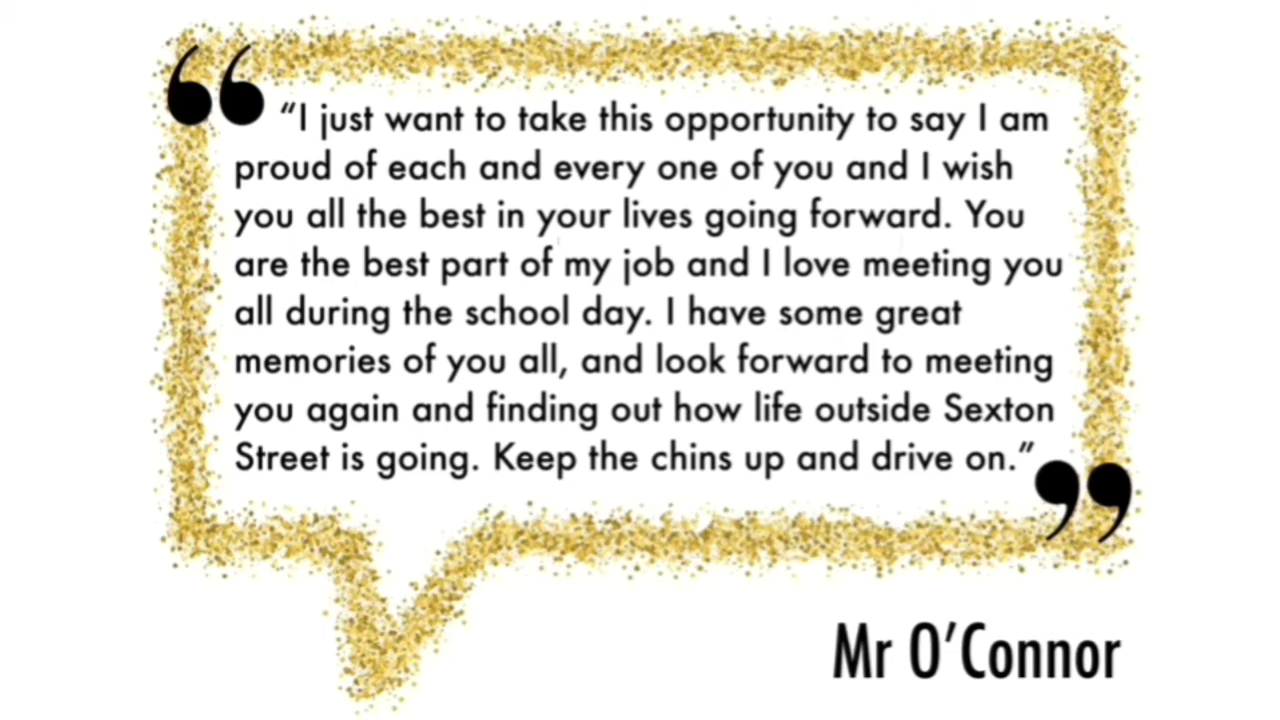 “I just want to take this opportunity to say I am
proud of each and every one of you and I wish
you all the best in your lives going forward. You
are the best part of my job and I love meeting you
all during the school day. I have some great
memories of you all, and look forward to meeting
you again and finding out how life outside Sexton
Street is going. Keep the chins up and drive on.”
Mr O’Connor